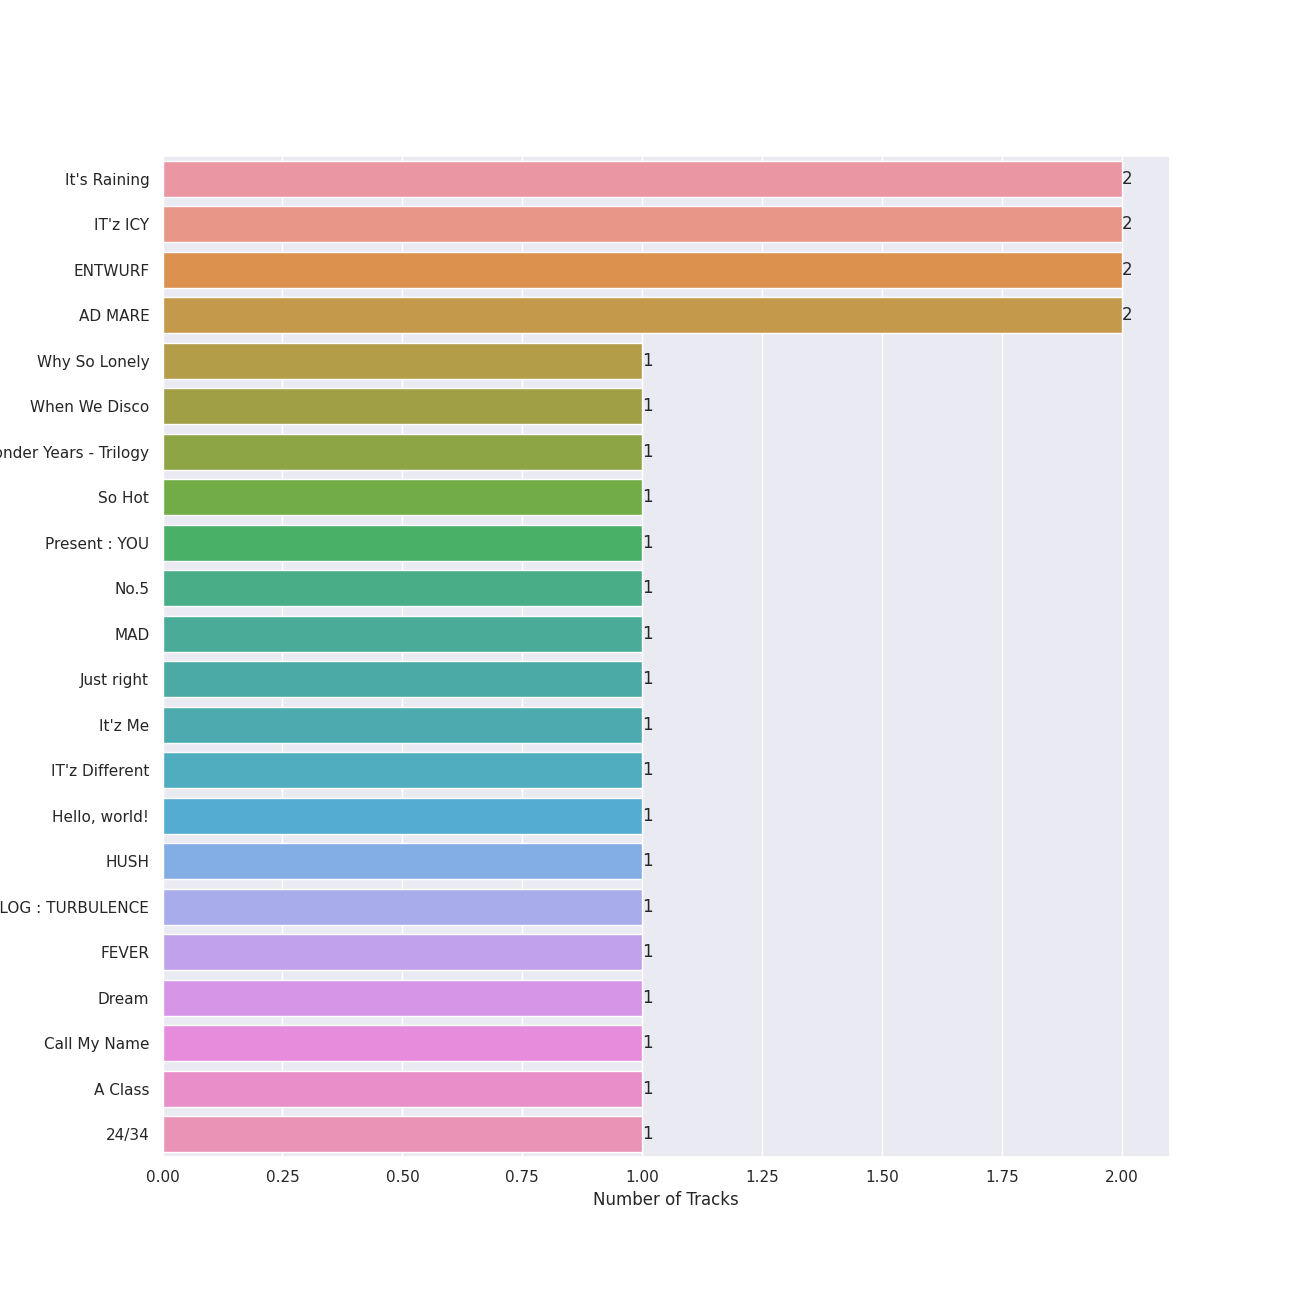 It's Raining 2
IT'z ICY 2
ENTWURF 2
AD MARE 2
Why So Lonely 1
When We Disco 1
Years - Trilogy 1
So Hot 1
Present : YOU 1
No.5 1
MAD 1
Just right 1
It'z Me 1
IT'z Different 1
Hello, world! 1
HUSH 1
LOG : TURBULENCE 1
FEVER 1
Dream 1
Call My Name 1
A Class 1
24/34 1
0.00 0.25 0.50 0.75 1.00 1.25 1.50 1.75 2.00
Number of Tracks